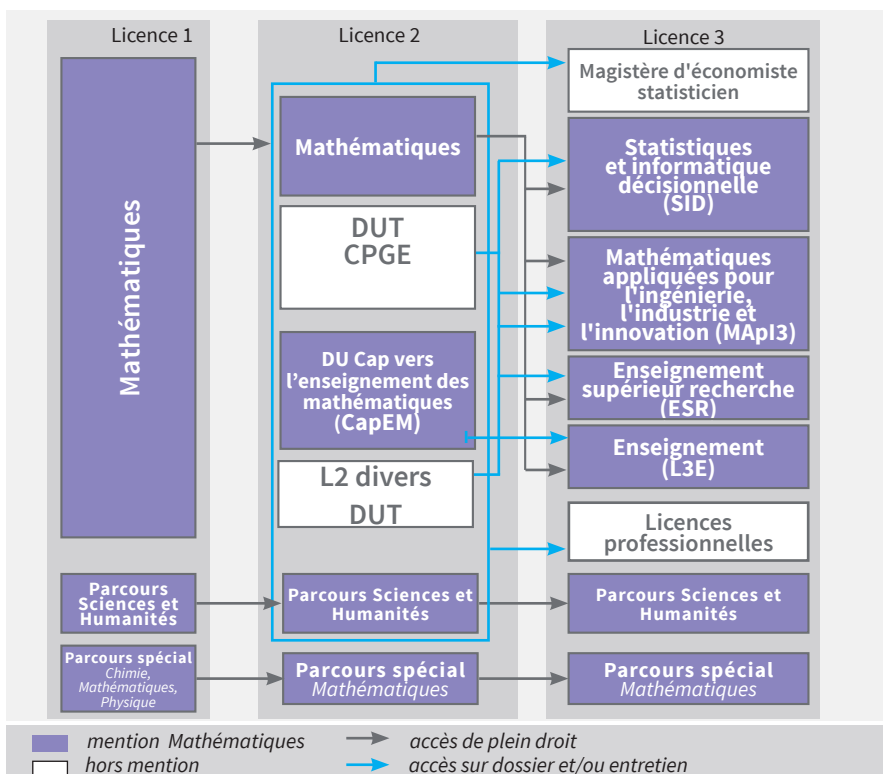 Licence 1
Licence 2
Licence 3
Mathématiques
Mathématiques
DUT
CPGE
DU Cap vers
l’enseignement des
mathématiques
(CapEM)
L2 divers
DUT
Magistère d'économiste
statisticien
Statistiques
et informatique
décisionnelle
(SID)
Mathématiques
appliquées pour
l'ingénierie,
l'industrie et
l'innovation (MApI3)
Enseignement
supérieur recherche
(ESR)
Enseignement
(L3E)
Licences
professionnelles
Parcours
Sciences et
Humanités
Parcours Sciences et
Humanités
Parcours Sciences et
Humanités
Parcours spécial
Chimie,
Mathématiques,
Physique
Parcours spécial
Mathématiques
Parcours spécial
Mathématiques
mention Mathématiques
accès de plein droit
hors mention
accès sur dossier et/ou entretien